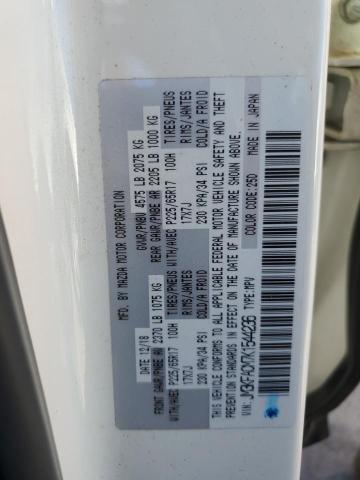 MFD. BY MAZDA MOTOR CORPORATION
DATE: 12/18 GVWR/PNBV 4575 LB 2075 KG
FRONT GAWR/PNBE AV 2370 LB 1075 KG REAR GAWR/PNBE AR 2205 LB 1000 KG
TIRES/PNEUS WITH/AVEC P225/65R17 100H TIRES/PNEUS WITH/AVEC P225/65R17 100H
RIMS/JANTES 17X7J RIMS/JANTES 17X7J
COLD/A FROID 230 KPA/34 PSI COLD/A FROID 230 KPA/34 PSI
THIS VEHICLE CONFORMS TO ALL APPLICABLE FEDERAL MOTOR VEHICLE SAFETY AND THEFT
PREVENTION STANDARDS IN EFFECT ON THE DATE OF MANUFACTURE SHOWN ABOVE.
MADE IN JAPAN
VIN: TYPE: MPV COLOR CODE: 25D